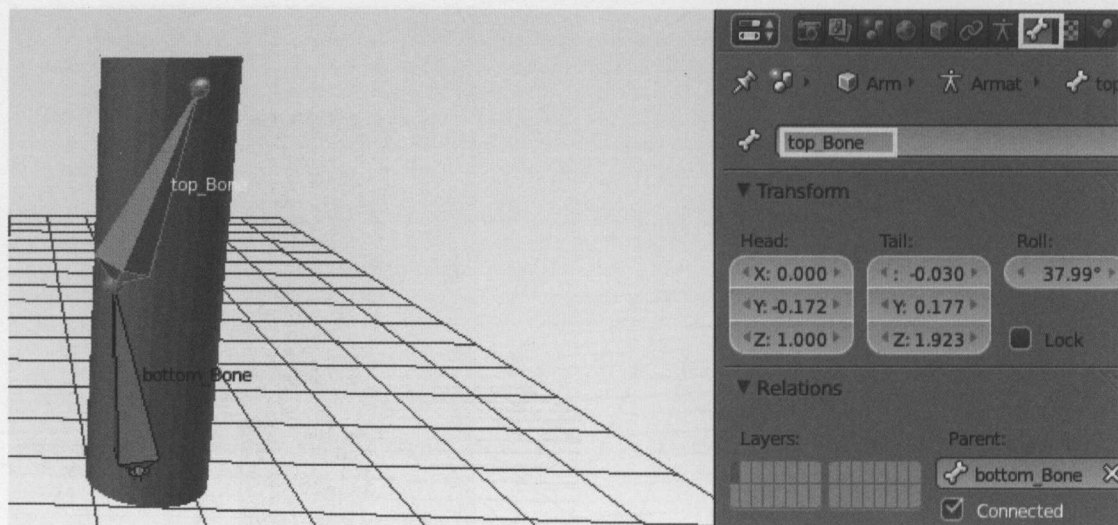 top_Bone
bottom_Bone
Arm
Armat
top
top_Bone
Transform
Head:
Tail:
Roll:
X: 0.000
: -0.030
37.99°
Y: -0.172
Y: 0.177
Z: 1.000
Z: 1.923
Lock
Relations
Layers:
Parent:
bottom_Bone
Connected